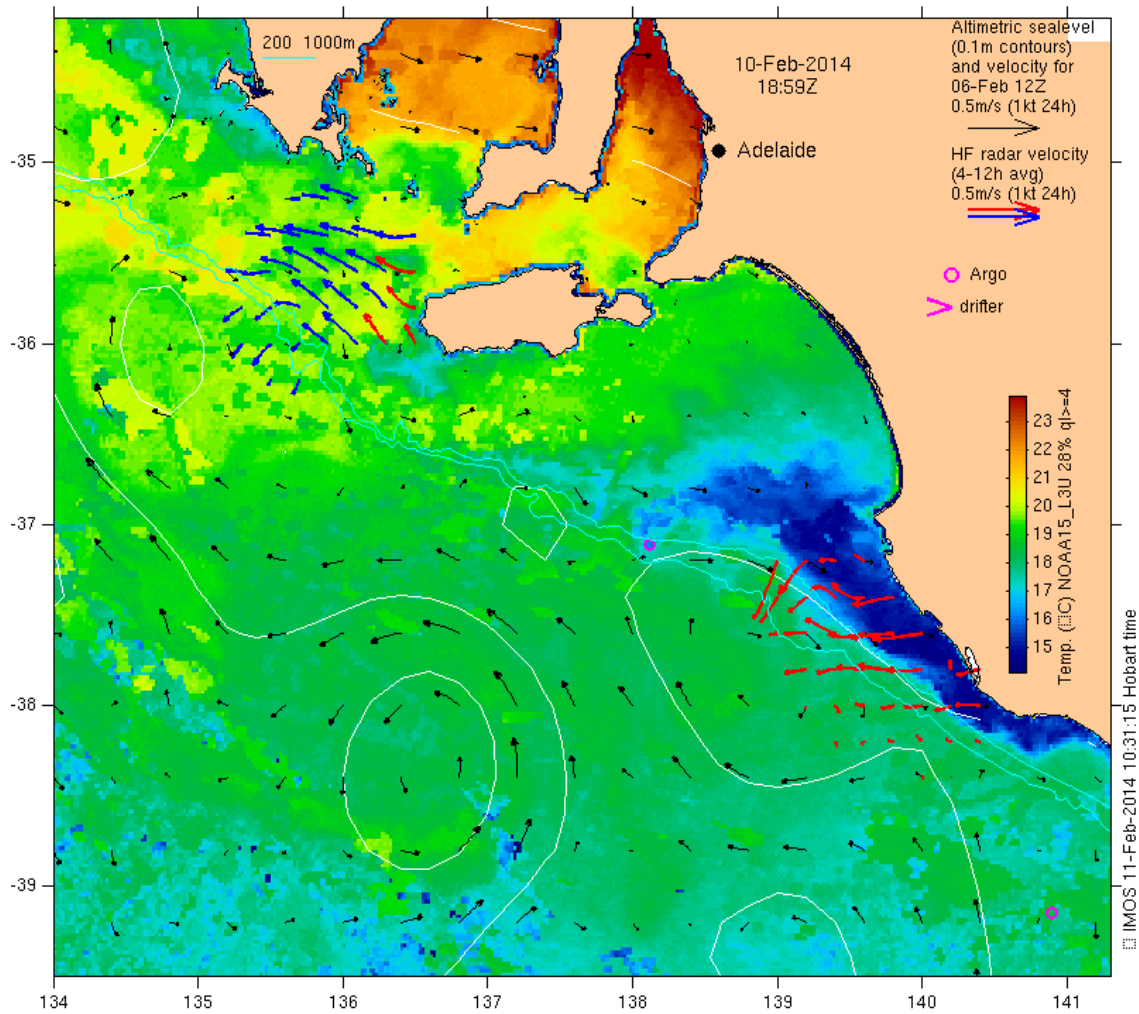 200 1000m
10-Feb-2014
18:59Z
Altimetric sealevel
(0.1m contours)
and velocity for
06-Feb 12Z
0.5m/s (1kt 24h)
HF radar velocity
(4-12h avg)
0.5m/s (1kt 24h)
Adelaide
Argo
drifter
23
22
21
20
19
18
17
16
15
Temp. (□C) NOAA15_L3U 28% ql>=4
-35
-36
-37
-38
-39
134
135
136
137
138
139
140
141
□ IMOS 11-Feb-2014 10:31:15 Hobart time